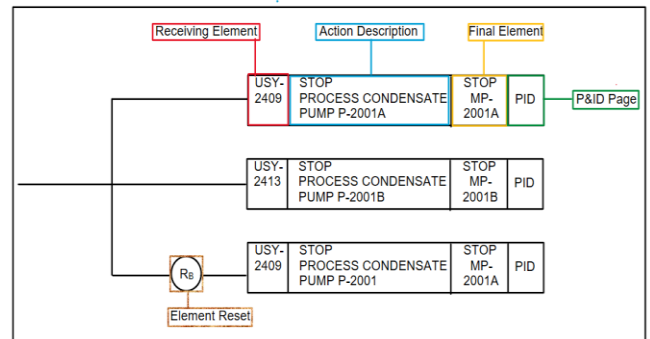 Receiving Element
Action Description
Final Element
USY-
2409
STOP
PROCESS CONDENSATE
PUMP P-2001A
STOP
MP-
2001A
PID
P&ID Page
USY-
2413
STOP
PROCESS CONDENSATE
PUMP P-2001B
STOP
MP-
2001B
PID
RB
USY-
2409
STOP
PROCESS CONDENSATE
PUMP P-2001
STOP
MP-
2001A
PID
Element Reset